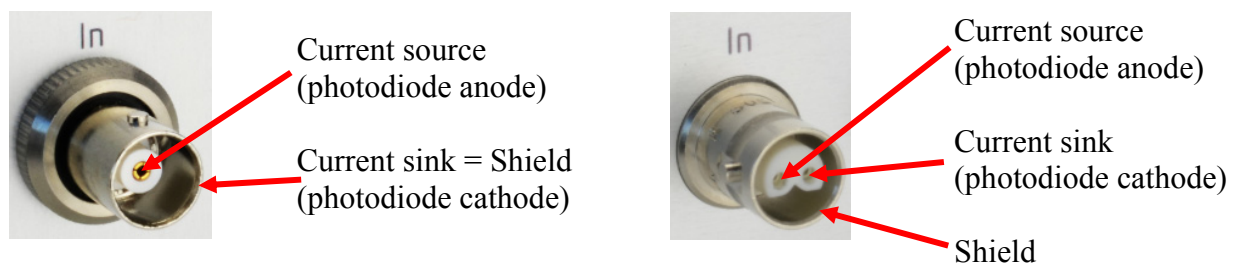 In
Current source
(photodiode anode)
Current sink = Shield
(photodiode cathode)
In
Current source
(photodiode anode)
Current sink
(photodiode cathode)
Shield